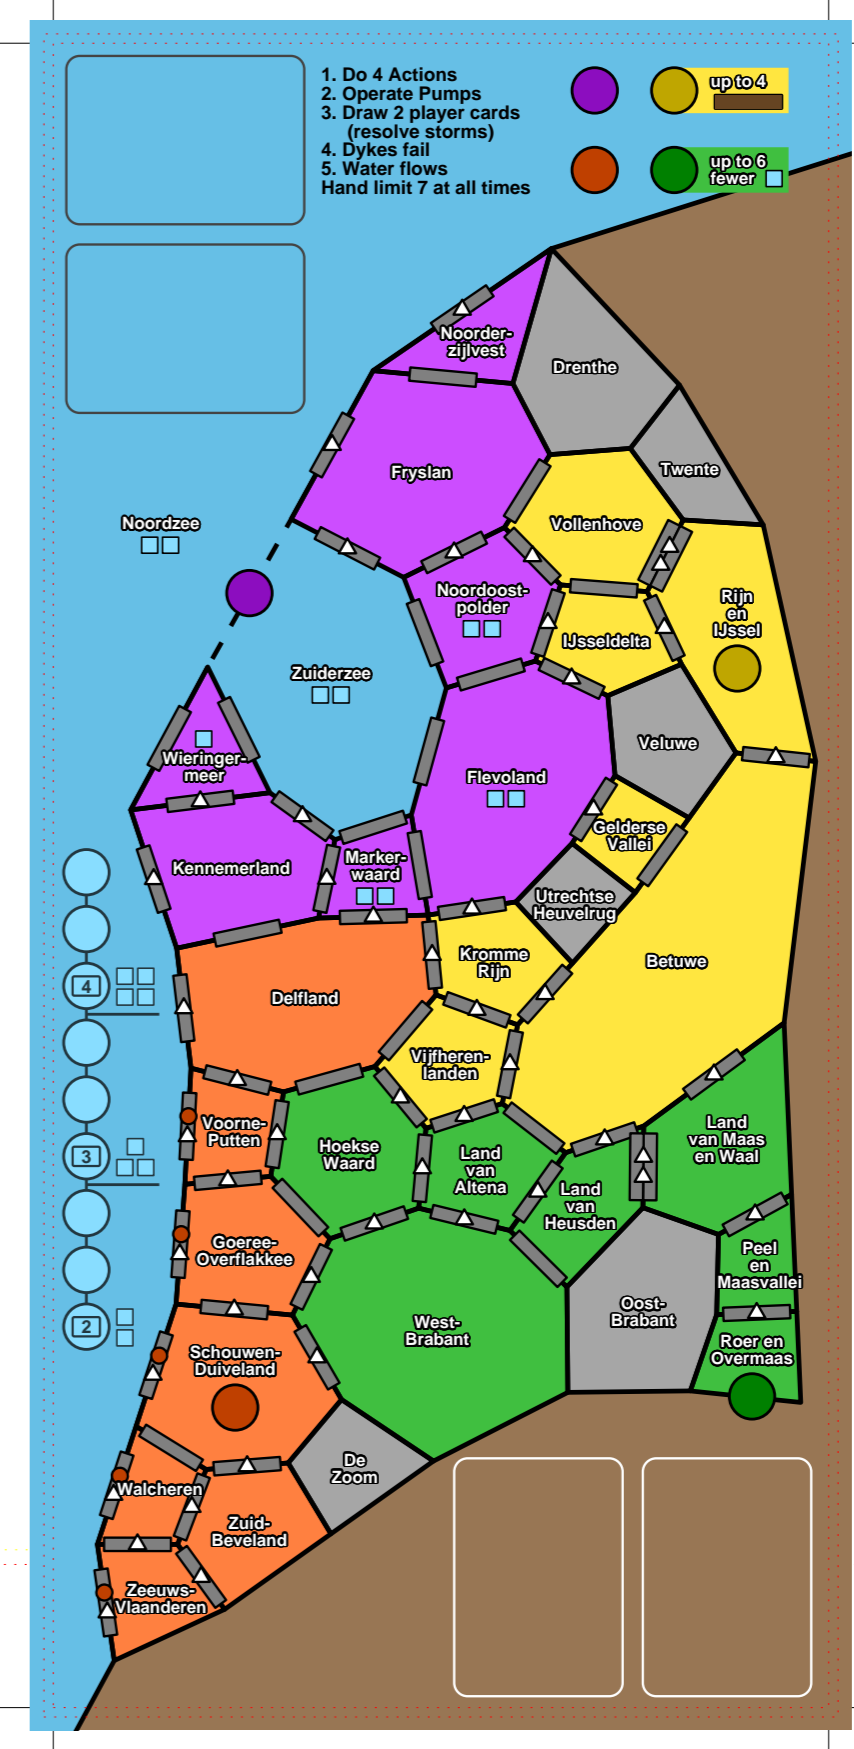 1. Do 4 Actions
2. Operate Pumps
3. Draw 2 player cards
(resolve storms)
4. Dykes fail
5. Water flows
Hand limit 7 at all times
up to 4
up to 6
fewer
Noorder-
zijlvest
Drenthe
Fryslan
Twente
Noordzee
Vollenhove
Noordoost-
polder
Rijn
en
IJssel
IJsseldelta
Zuiderzee
Wieringer-
meer
Veluwe
Flevoland
Gelderse
Vallei
Kennemerland
Marker-
waard
Utrechtse
Heuvelrug
Kromme
Rijn
Betuwe
4
Delfland
Vijfheren-
landen
Voorne-
Putten
Hoekse
Waard
Land
van
Altena
Land
van Maas
en Waal
3
Land
van
Heusden
Goeree-
Overflakkee
Peel
en
Maasvallei
West-
Brabant
Oost-
Brabant
2
Roer en
Overmaas
Schouwen-
Duiveland
De
Zoom
Walcheren
Zuid-
Beveland
Zeeuws-
Vlaanderen